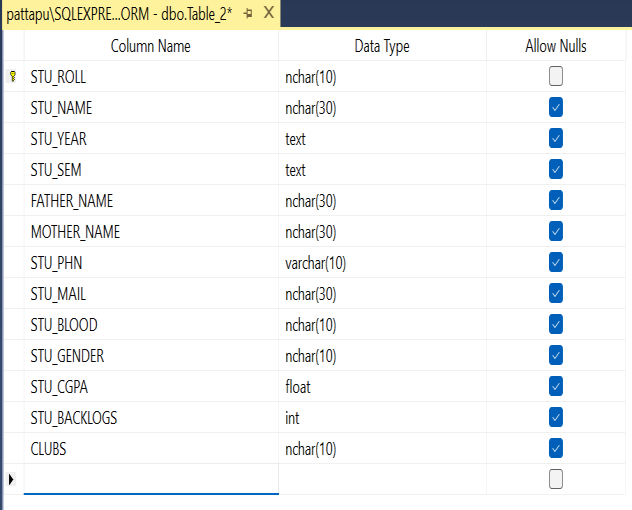 pattapu\SQLEXPRE...ORM - dbo.Table_2*
Column Name Data Type Allow Nulls
STU_ROLL nchar(10)
STU_NAME nchar(30)
STU_YEAR text
STU_SEM text
FATHER_NAME nchar(30)
MOTHER_NAME nchar(30)
STU_PHN varchar(10)
STU_MAIL nchar(30)
STU_BLOOD nchar(10)
STU_GENDER nchar(10)
STU_CGPA float
STU_BACKLOGS int
CLUBS nchar(10)